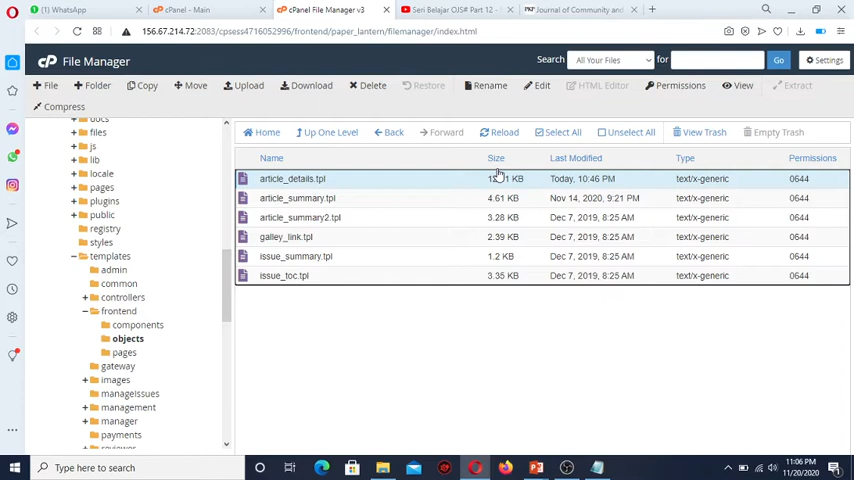 WhatsApp
cPanel - Main
cPanel File Manager v3
Seri Belajar OJS# Part 12 -
PKP Journal of Community and
156.67.214.72:2083/cpsess4716052996/frontend/paper_lantern/filemanager/index.html
cP File Manager
Search All Your Files for Go Settings
File Folder Copy Move Upload Download Delete Restore Rename Edit HTML Editor Permissions View Extract
Compress
Home Up One Level Back Forward Reload Select All Unselect All View Trash Empty Trash
docs
files
js
lib
locale
pages
plugins
public
registry
styles
templates
admin
common
controllers
frontend
components
objects
pages
gateway
images
manageIssues
management
manager
payments
reviewer
Name Size Last Modified Type Permissions
article_details.tpl KB Today, 10:46 PM text/x-generic 0644
article_summary.tpl 4.61 KB Nov 14, 2020, 9:21 PM text/x-generic 0644
article_summary2.tpl 3.28 KB Dec 7, 2019, 8:25 AM text/x-generic 0644
galley_link.tpl 2.39 KB Dec 7, 2019, 8:25 AM text/x-generic 0644
issue_summary.tpl 1.2 KB Dec 7, 2019, 8:25 AM text/x-generic 0644
issue_toc.tpl 3.35 KB Dec 7, 2019, 8:25 AM text/x-generic 0644
Type here to search
11:06 PM
11/20/2020